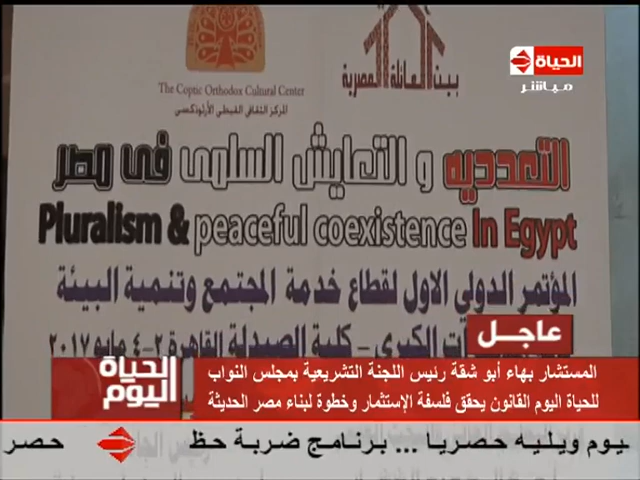 الحياة
مباشر
The Coptic Orthodox Cultural Center
المركز الثقافي القبطي الأرثوذكسي
بيت العائلة المصرية
التعدديه و التعايش السلمى فى مصر
Pluralism & peaceful coexistence In Egypt
المؤتمر الدولي الاول لقطاع خدمة المجتمع وتنمية البيئة
الكبرى - كلية الصيدلة القاهرة ٢-٤ مايو ٢٠١٧
عاجل
الحياة اليوم
المستشار بهاء أبو شقة رئيس اللجنة التشريعية بمجلس النواب
للحياة اليوم القانون يحقق فلسفة الإستثمار وخطوة لبناء مصر الحديثة
يوم ويليه حصريا ... برنامج ضربة حظ
حصر